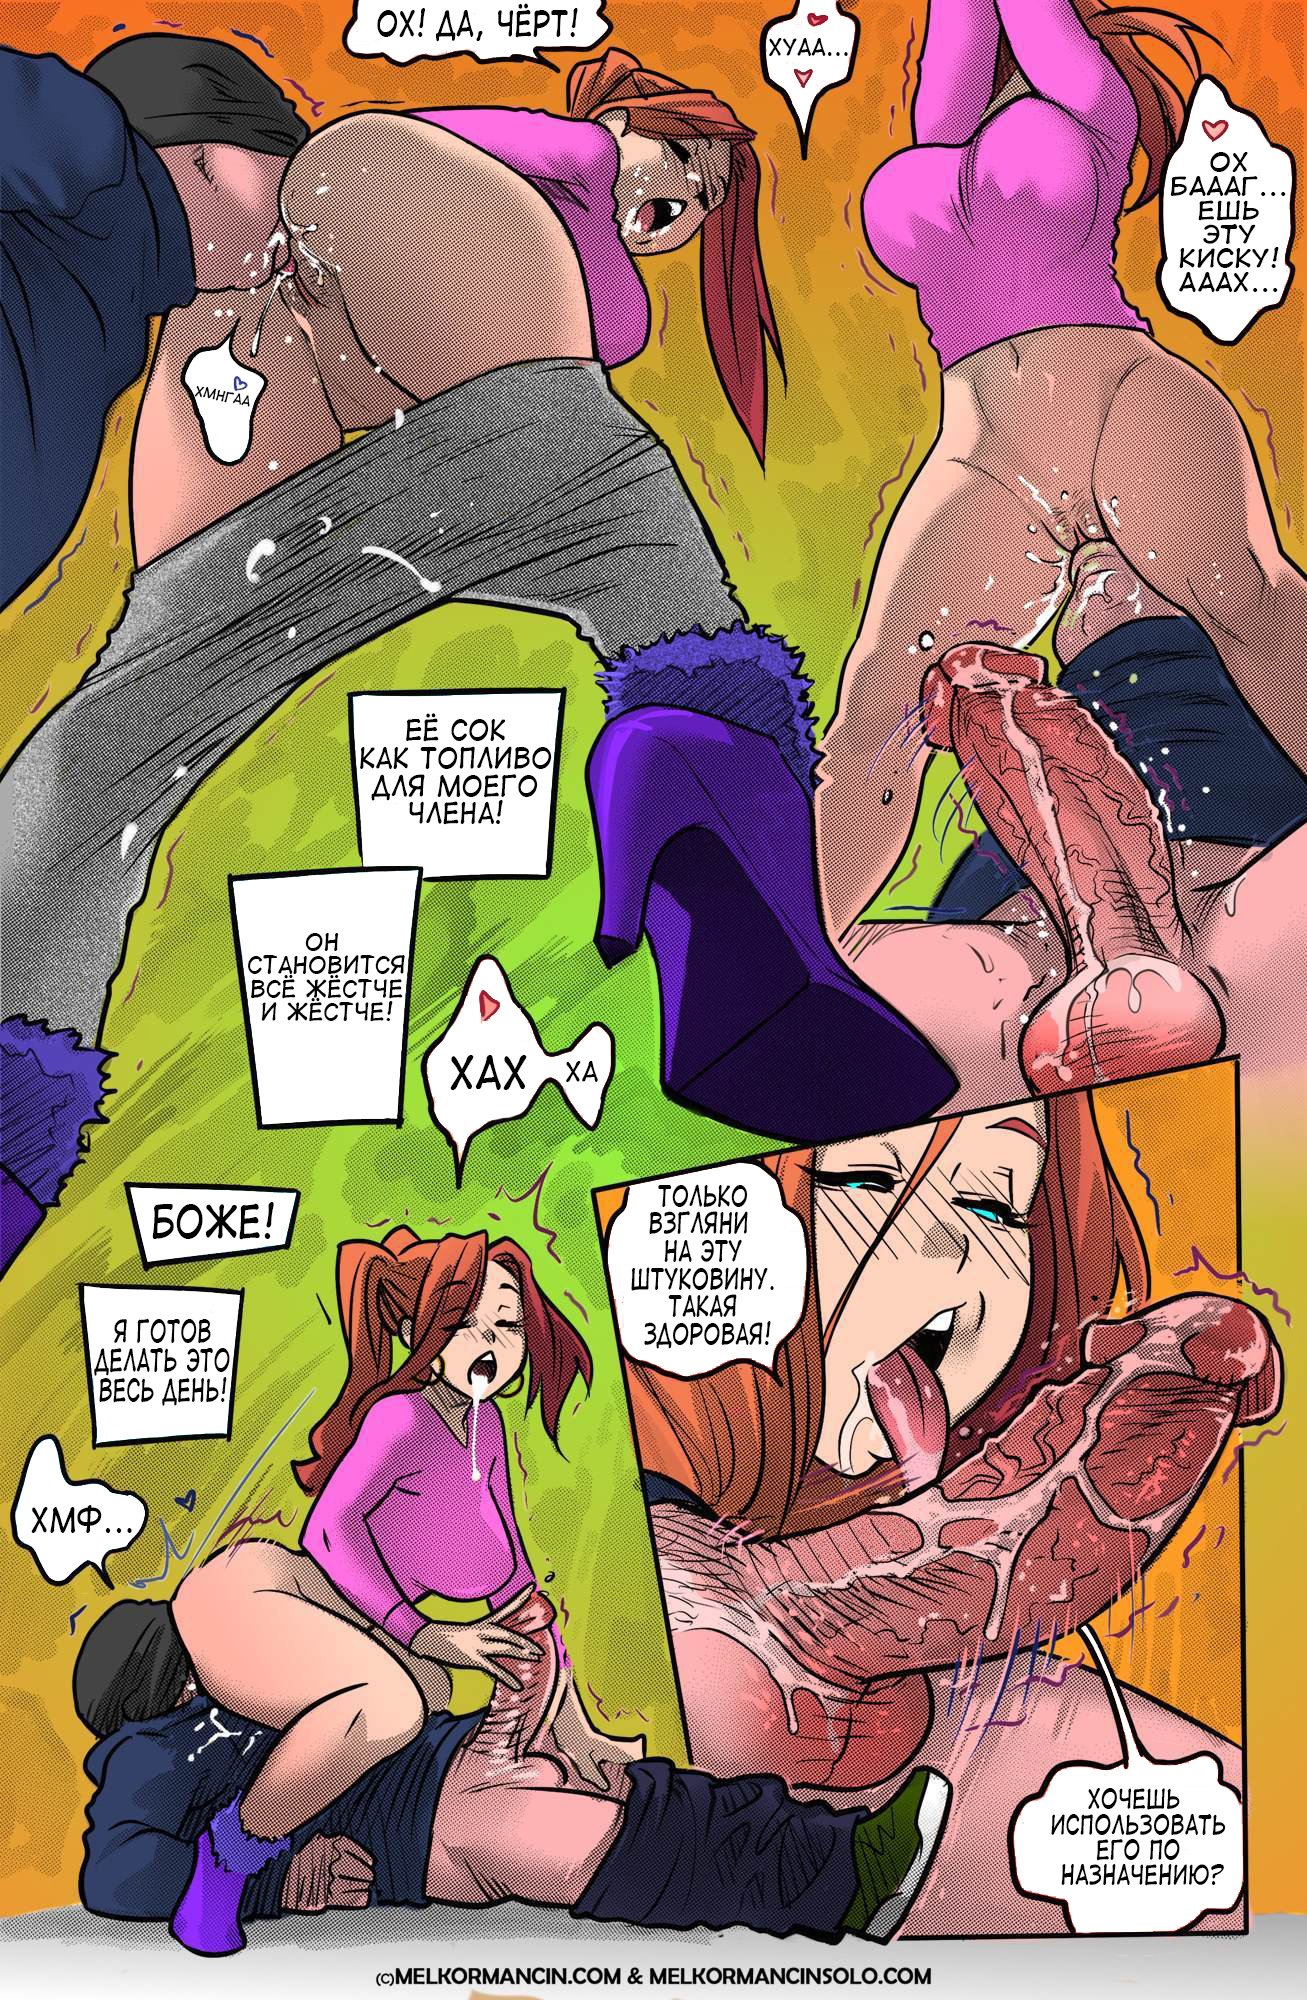 ОХ! ДА, ЧЁРТ!
ХУАА...
ОХ
БАААГ...
ЕШЬ
ЭТУ
КИСКУ!
АААХ...
ХМНГАА
ЕЁ СОК
КАК ТОПЛИВО
ДЛЯ МОЕГО
ЧЛЕНА!
ОН
СТАНОВИТСЯ
ВСЁ ЖЁСТЧЕ
И ЖЁСТЧЕ!
ХАХ
ХА
БОЖЕ!
Я ГОТОВ
ДЕЛАТЬ ЭТО
ВЕСЬ ДЕНЬ!
ХМФ...
ТОЛЬКО
ВЗГЛЯНИ
НА ЭТУ
ШТУКОВИНУ.
ТАКАЯ
ЗДОРОВАЯ!
ХОЧЕШЬ
ИСПОЛЬЗОВАТЬ
ЕГО ПО
НАЗНАЧЕНИЮ?
(C)MELKORMANCIN.COM & MELKORMANCINSOLO.COM